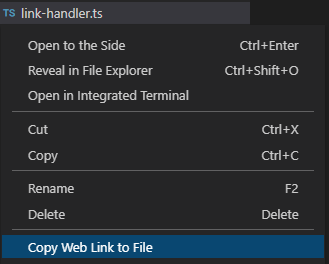 TS link-handler.ts
Open to the Side Ctrl+Enter
Reveal in File Explorer Ctrl+Shift+O
Open in Integrated Terminal
Cut Ctrl+X
Copy Ctrl+C
Rename F2
Delete Delete
Copy Web Link to File